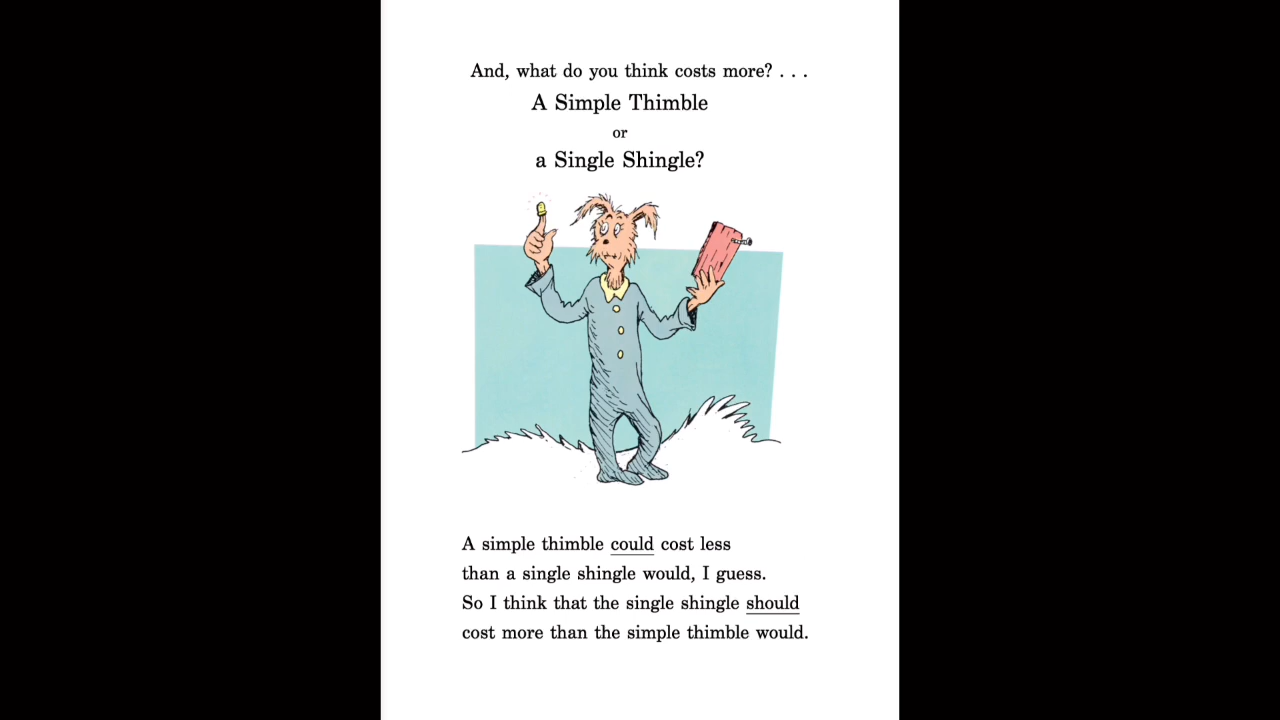 And, what do you think costs more? . . .
A Simple Thimble
or
a Single Shingle?
A simple thimble could cost less
than a single shingle would, I guess.
So I think that the single shingle should
cost more than the simple thimble would.